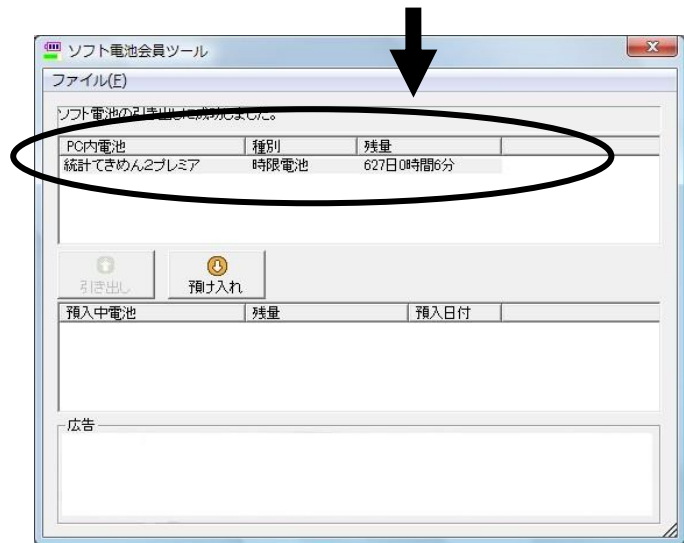 ソフト電池会員ツール
ファイル(F)
ソフト電池の引き出しに成功しました。
PC内電池 種別 残量
統計てきめん2プレミア 時限電池 627日0時間6分
引き出し 預け入れ
預入中電池 残量 預入日付
広告